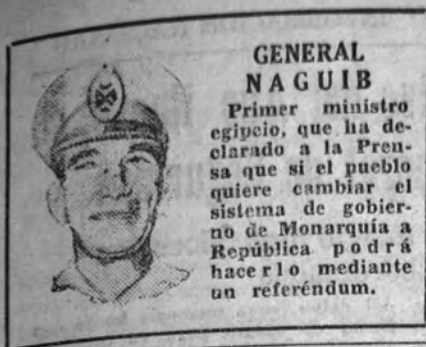 GENERAL
NAGUIB
Primer ministro
egipcio, que ha de-
clarado a la Pren-
sa que si el pueblo
quiere cambiar el
sistema de gobier-
no de Monarquía a
República podrá
hacerlo mediante
un referéndum.